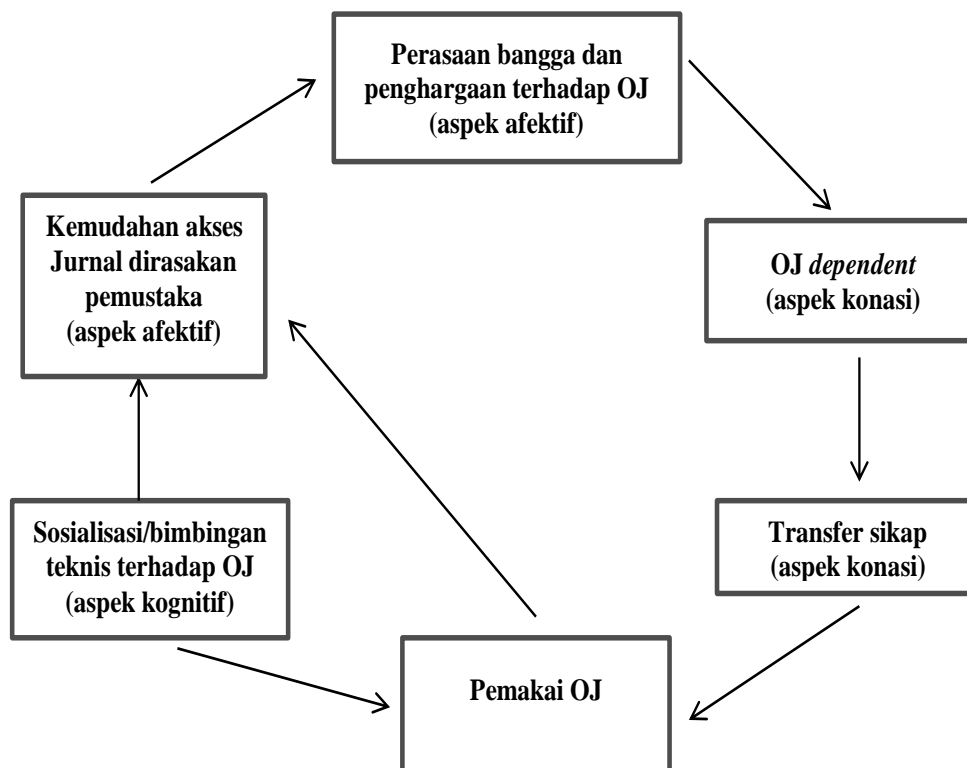 Perasaan bangga dan
penghargaan terhadap OJ
(aspek afektif)
Kemudahan akses
Jurnal dirasakan
pemustaka
(aspek afektif)
OJ dependent
(aspek konasi)
Sosialisasi/bimbingan
teknis terhadap OJ
(aspek kognitif)
Transfer sikap
(aspek konasi)
Pemakai OJ